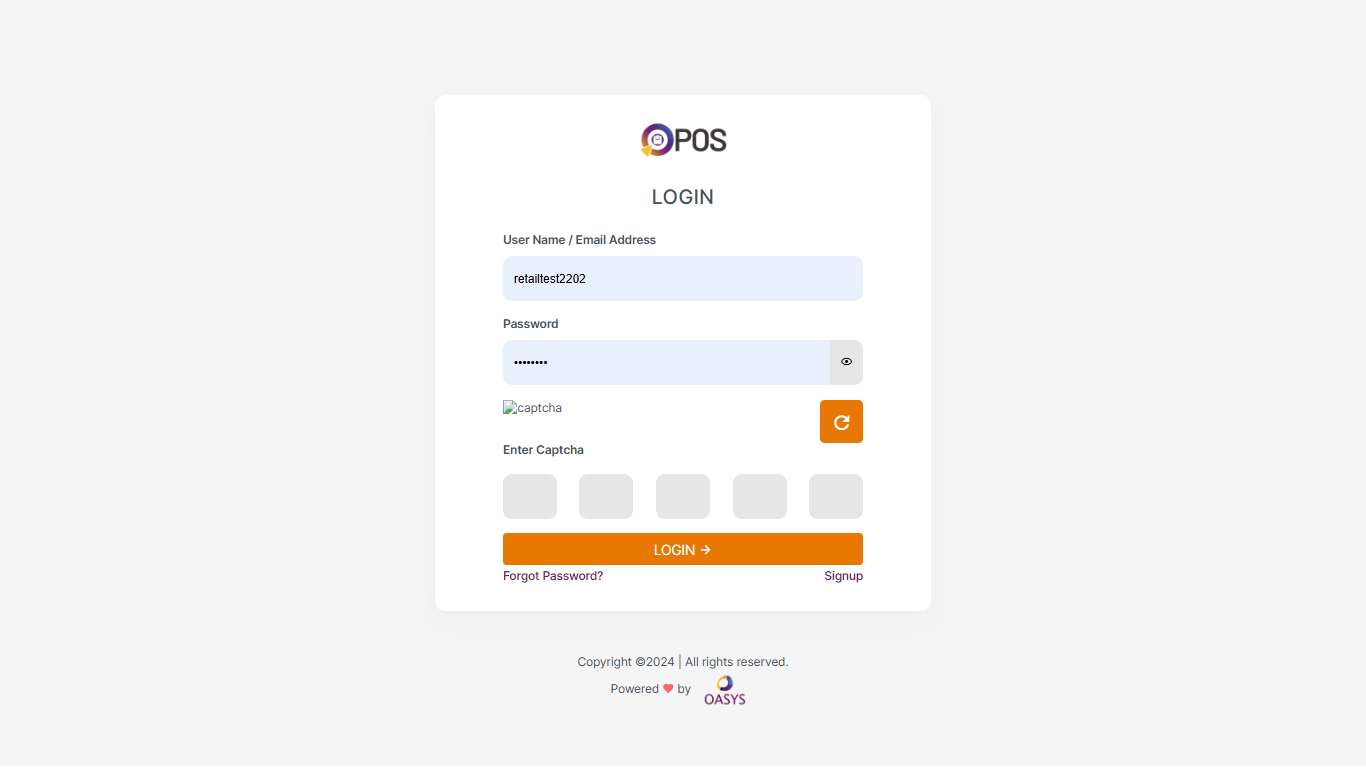 POS
LOGIN
User Name / Email Address
retailtest2202
Password
••••••••
captcha
Enter Captcha
LOGIN →
Forgot Password? Signup
Copyright ©2024 | All rights reserved.
Powered ❤ by OASYS